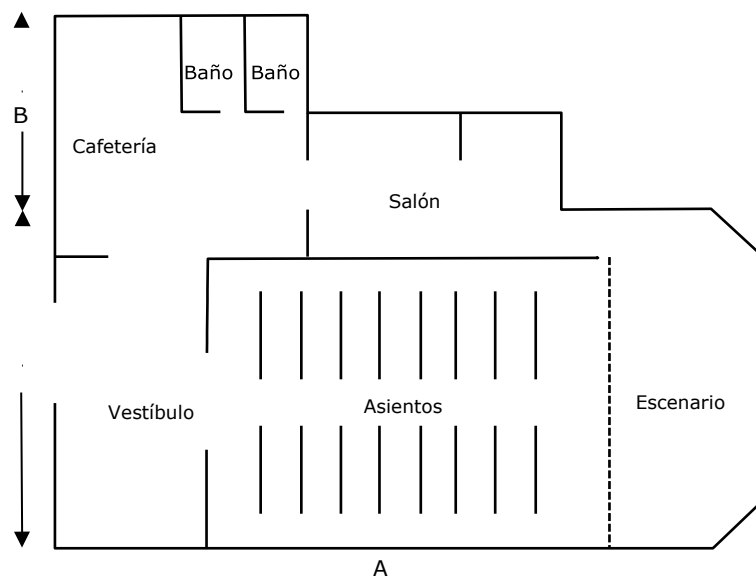 Baño Baño
B
Cafetería
Salón
Vestíbulo
Asientos
Escenario
A